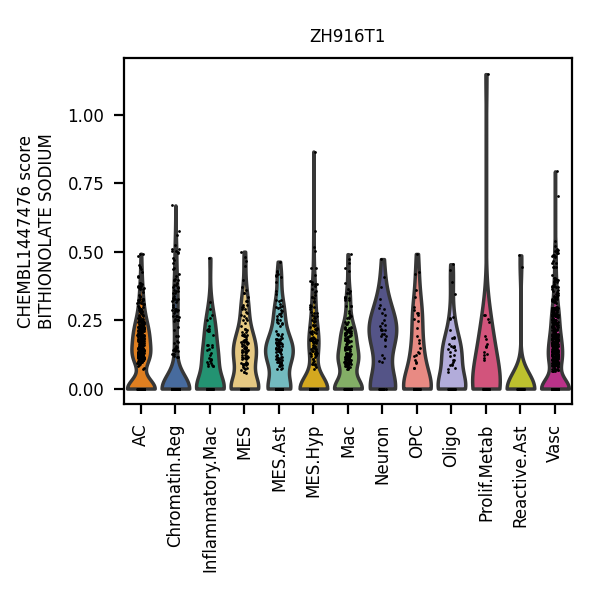 ZH916T1
CHEMBL1447476 score
BITHIONOLATE SODIUM
1.00
0.75
0.50
0.25
0.00
AC
Chromatin.Reg
Inflammatory.Mac
MES
MES.Ast
MES.Hyp
Mac
Neuron
OPC
Oligo
Prolif.Metab
Reactive.Ast
Vasc